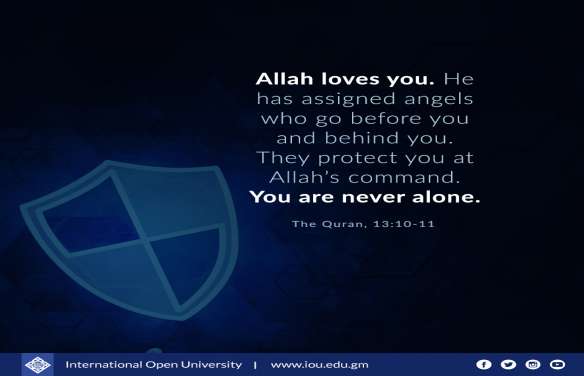 Allah loves you. He
has assigned angels
who go before you
and behind you.
They protect you at
Allah's command.
You are never alone.
The Quran, 13:10-11
International Open University | www.iou.edu.gm